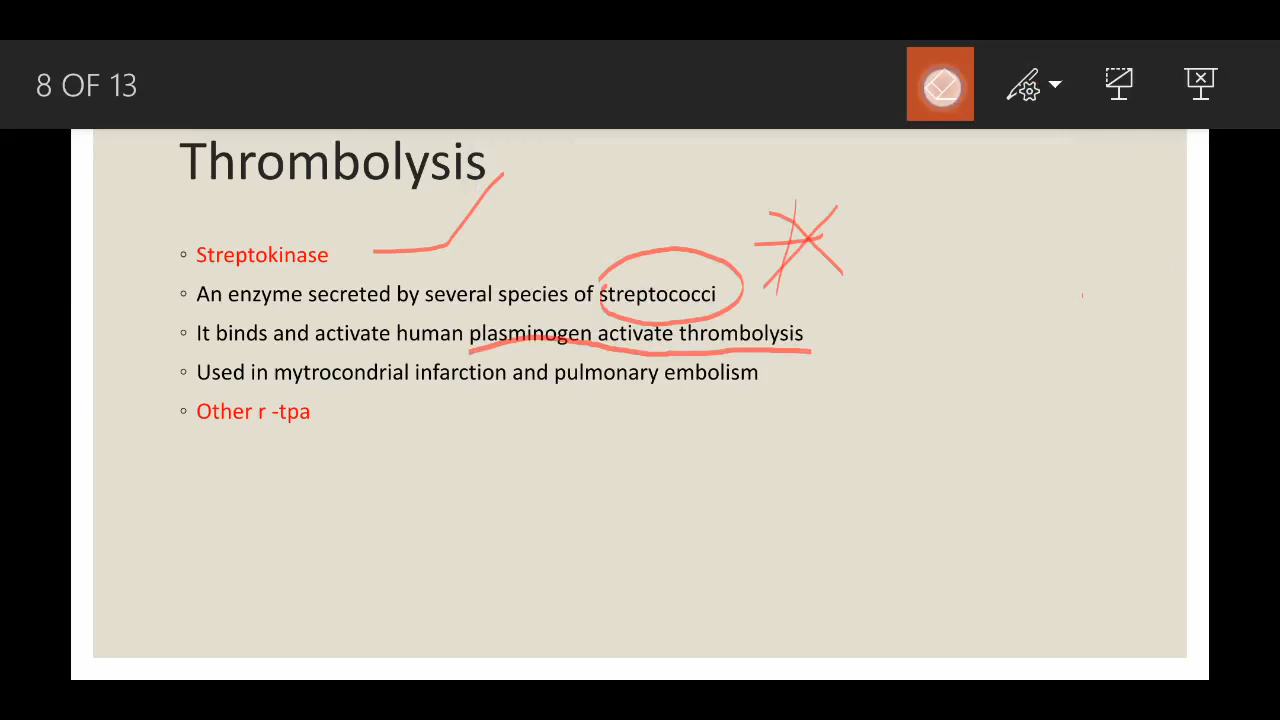 8 OF 13
Thrombolysis
◦ Streptokinase
◦ An enzyme secreted by several species of streptococci
◦ It binds and activate human plasminogen activate thrombolysis
◦ Used in mytrocondrial infarction and pulmonary embolism
◦ Other r -tpa